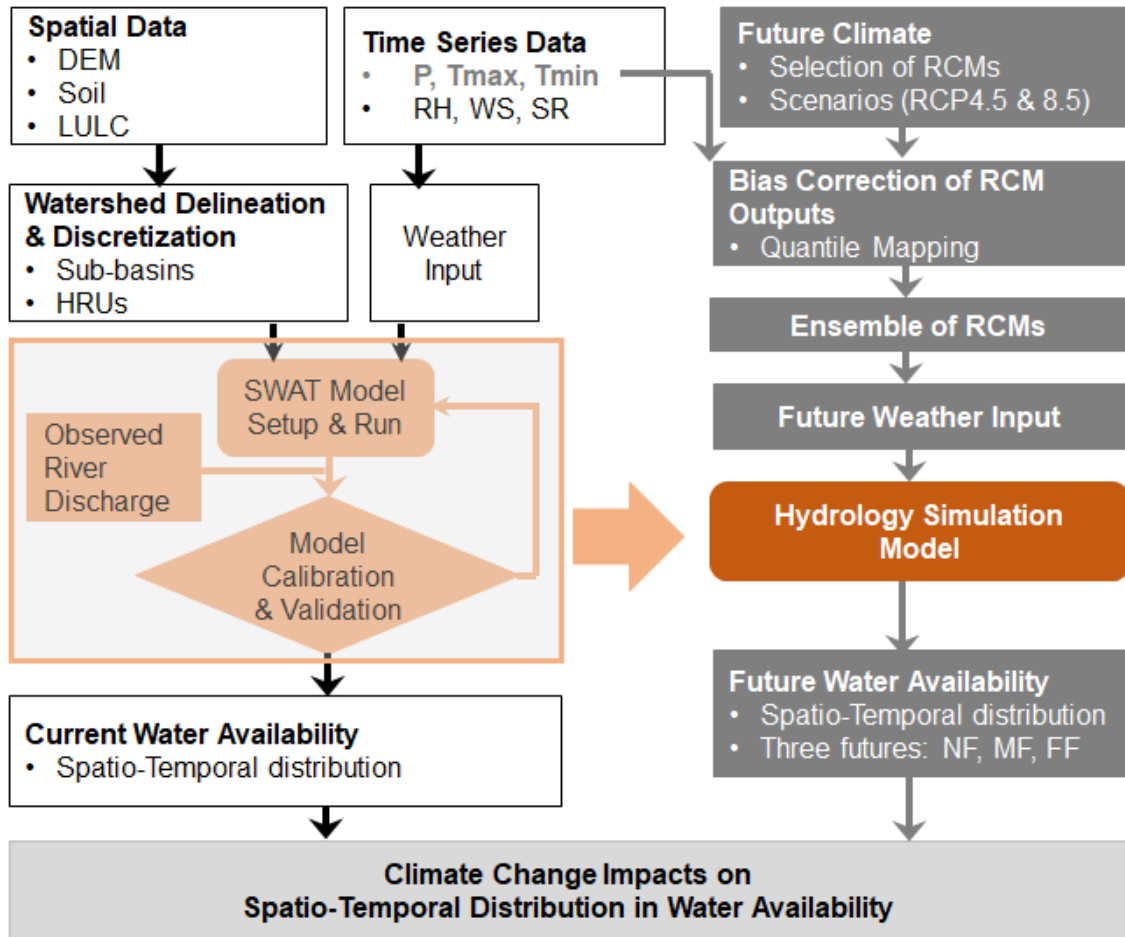 Spatial Data
• DEM
• Soil
• LULC
Time Series Data
• P, Tmax, Tmin
• RH, WS, SR
Future Climate
• Selection of RCMs
• Scenarios (RCP4.5 & 8.5)
Watershed Delineation
& Discretization
• Sub-basins
• HRUs
Weather
Input
Bias Correction of RCM
Outputs
• Quantile Mapping
Ensemble of RCMs
SWAT Model
Setup & Run
Observed
River
Discharge
Model
Calibration
& Validation
Future Weather Input
Hydrology Simulation
Model
Current Water Availability
• Spatio-Temporal distribution
Future Water Availability
• Spatio-Temporal distribution
• Three futures: NF, MF, FF
Climate Change Impacts on
Spatio-Temporal Distribution in Water Availability